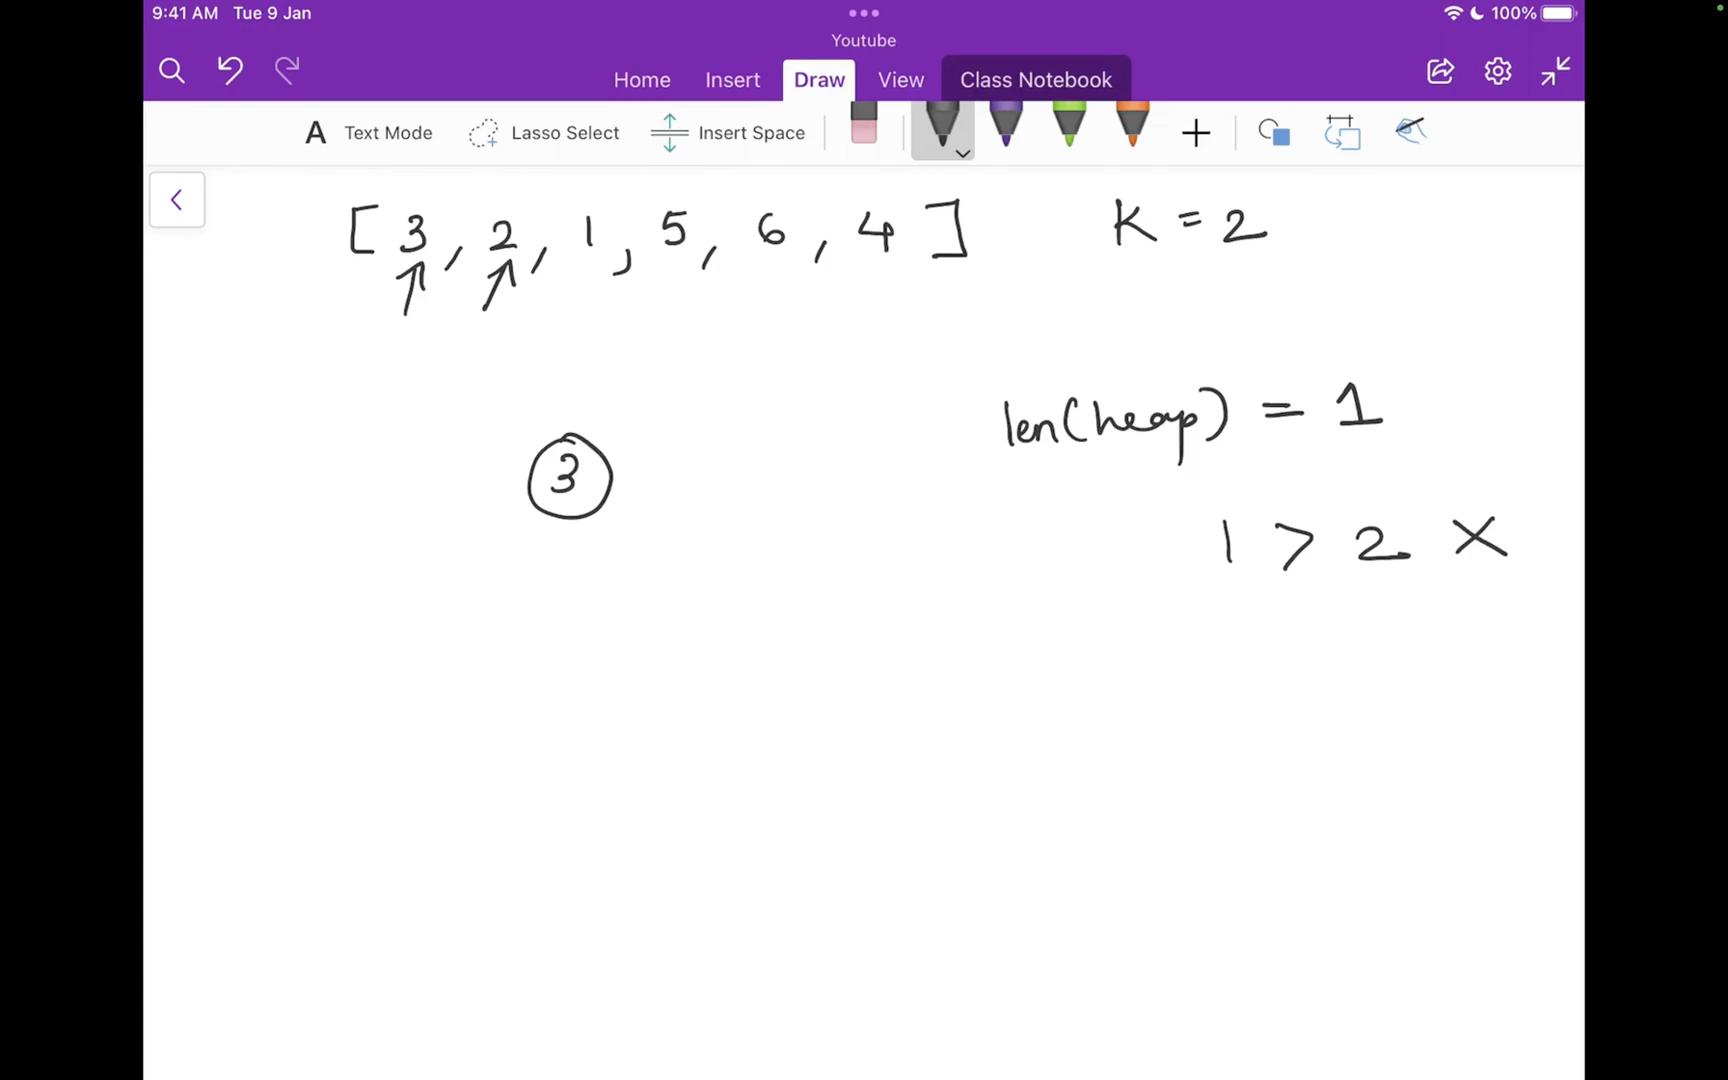 9:41 AM Tue 9 Jan 100%
Youtube
Home Insert Draw View Class Notebook
A Text Mode Lasso Select Insert Space
[ 3 , 2 , 1 , 5 , 6 , 4 ] K = 2
len(heap) = 1
3
1 > 2 X